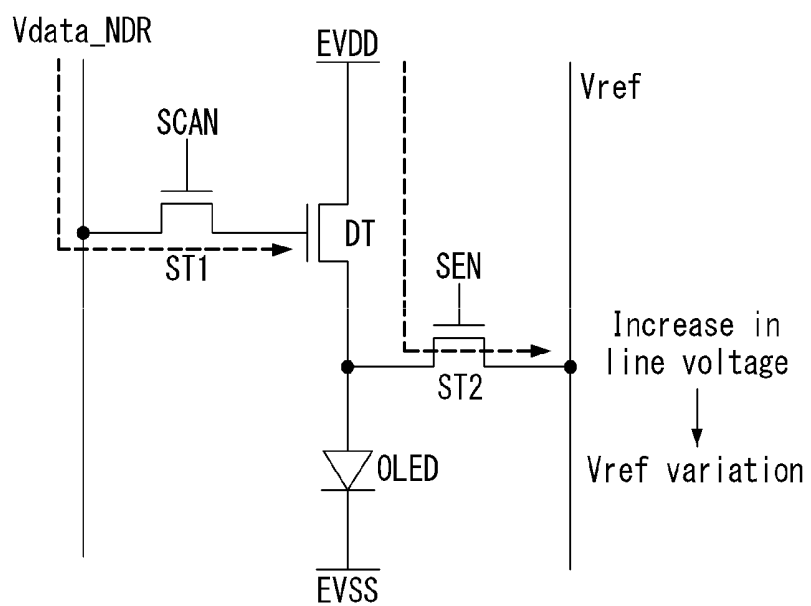 Vdata_NDR
EVDD
Vref
SCAN
DT
ST1
SEN
ST2
Increase in
line voltage
Vref variation
OLED
EVSS